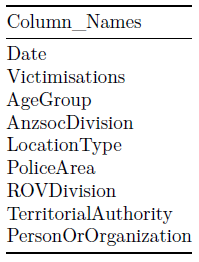 Column_Names
Date
Victimisations
AgeGroup
AnzsocDivision
LocationType
PoliceArea
ROVDivision
TerritorialAuthority
PersonOrOrganization